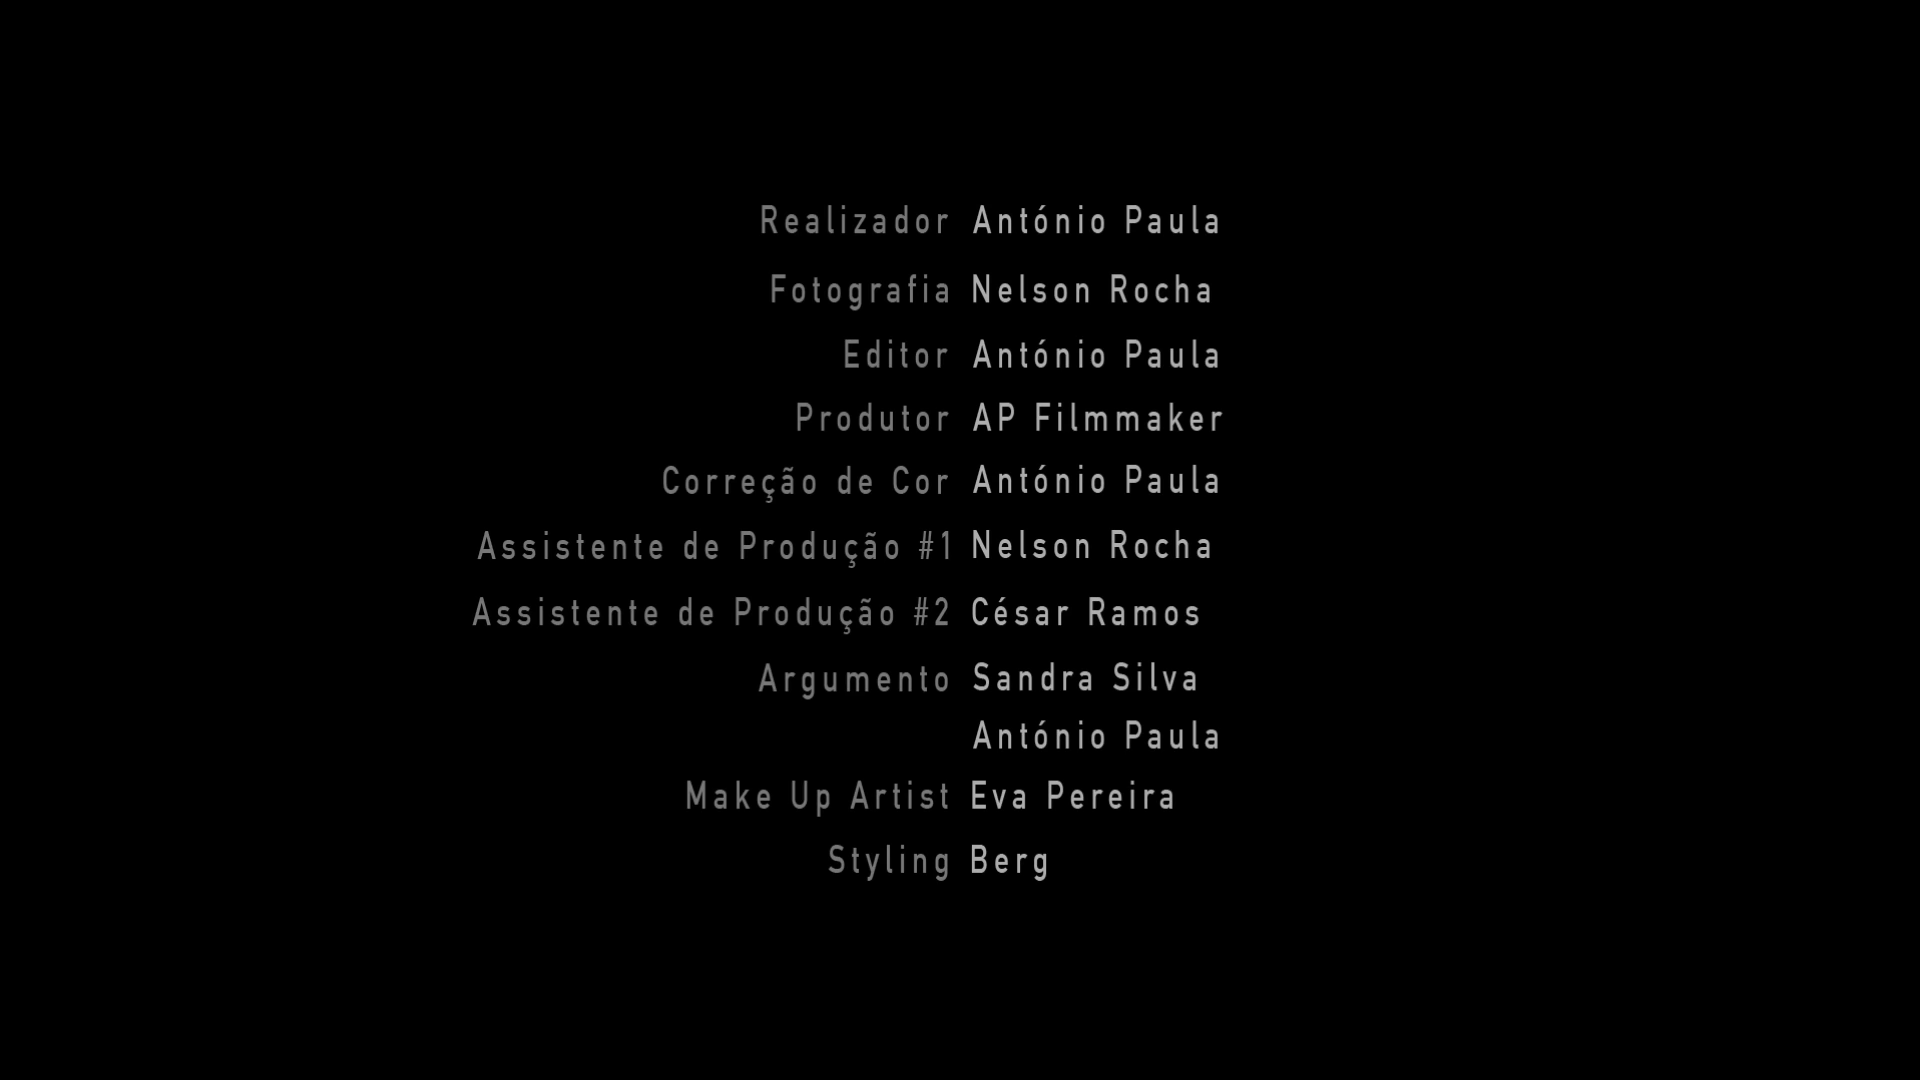 Realizador António Paula
Fotografia Nelson Rocha
Editor António Paula
Produtor AP Filmmaker
Correção de Cor António Paula
Assistente de Produção #1 Nelson Rocha
Assistente de Produção #2 César Ramos
Argumento Sandra Silva
António Paula
Make Up Artist Eva Pereira
Styling Berg